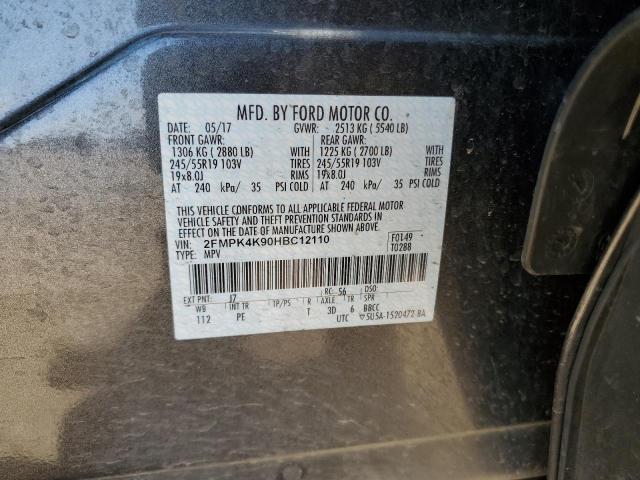 MFD. BY FORD MOTOR CO.
DATE: 05/17 GVWR: 2513 KG ( 5540 LB)
FRONT GAWR: REAR GAWR:
1306 KG ( 2880 LB) WITH 1225 KG ( 2700 LB) WITH
245/55R19 103V TIRES 245/55R19 103V TIRES
19x8.0J RIMS 19x8.0J RIMS
AT 240 kPa/ 35 PSI COLD AT 240 kPa/ 35 PSI COLD
THIS VEHICLE CONFORMS TO ALL APPLICABLE FEDERAL MOTOR
VEHICLE SAFETY AND THEFT PREVENTION STANDARDS IN
EFFECT ON THE DATE OF MANUFACTURE SHOWN ABOVE.
VIN: 2FMPK4K90HBC12110 F0149
TYPE: MPV T0288
EXT PNT: J7 RC: 56 DSO:
WB INT TR TP/PS R AXLE TR SPR
112 PE T 3D 6 BBCC
UTC 5U5A-1520472-BA